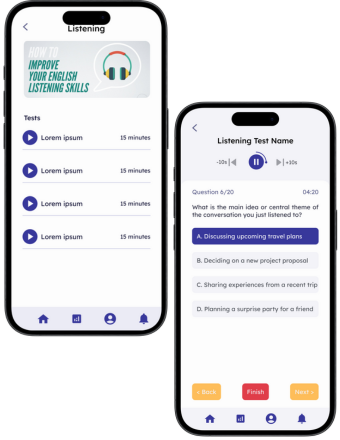 Listening
HOW TO
IMPROVE
YOUR ENGLISH
LISTENING SKILLS
Tests
Lorem ipsum 15 minutes
Lorem ipsum 15 minutes
Lorem ipsum 15 minutes
Lorem ipsum 15 minutes
Listening Test Name
-10s +10s
Question 6/20 04:20
What is the main idea or central theme of
the conversation you just listened to?
A. Discussing upcoming travel plans
B. Deciding on a new project proposal
C. Sharing experiences from a recent trip
D. Planning a surprise party for a friend
‹ Back Finish Next ›